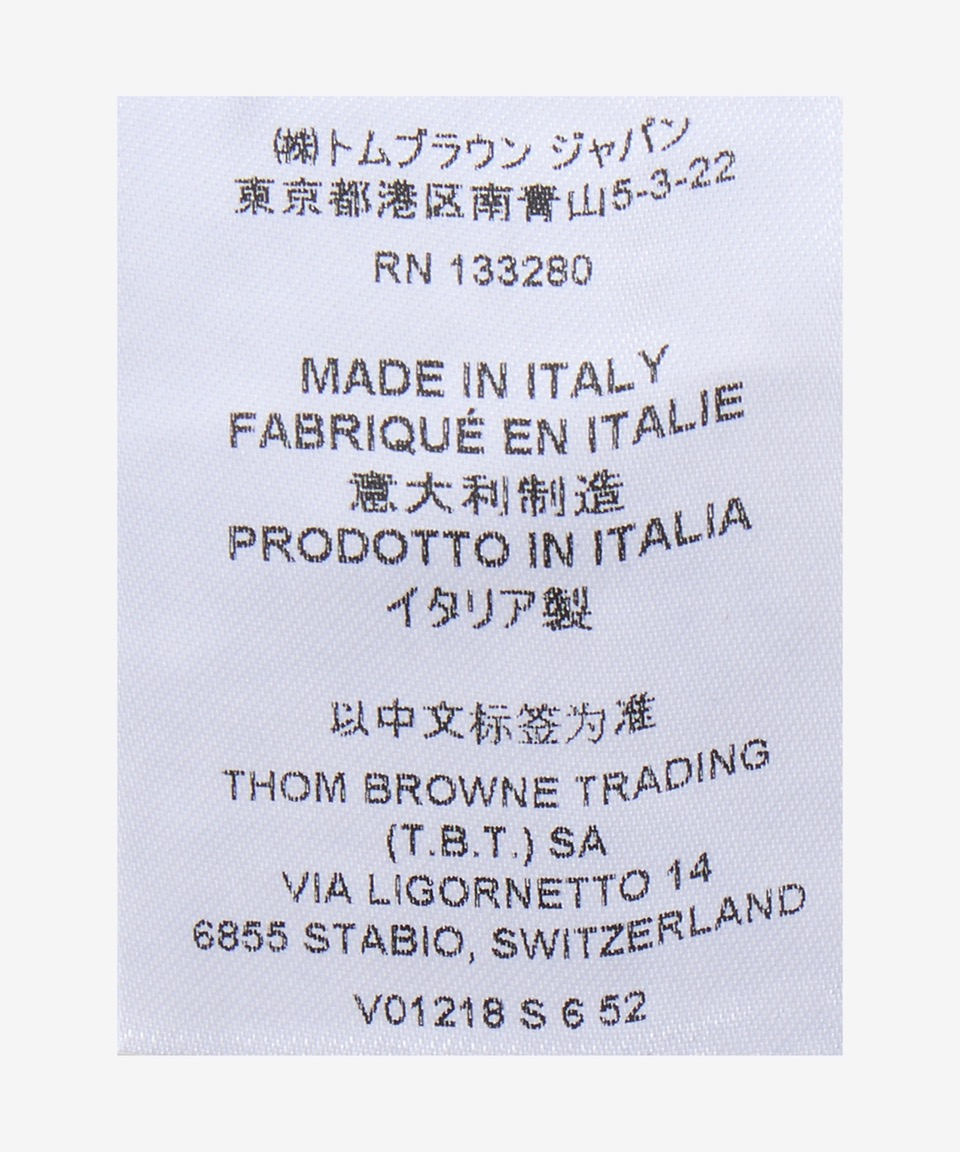 ㈱トムブラウン ジャパン
東京都港区南青山5-3-22
RN 133280
MADE IN ITALY
FABRIQUÉ EN ITALIE
意大利制造
PRODOTTO IN ITALIA
イタリア製
以中文标签为准
THOM BROWNE TRADING
(T.B.T.) SA
VIA LIGORNETTO 14
6855 STABIO, SWITZERLAND
V01218 S 6 52